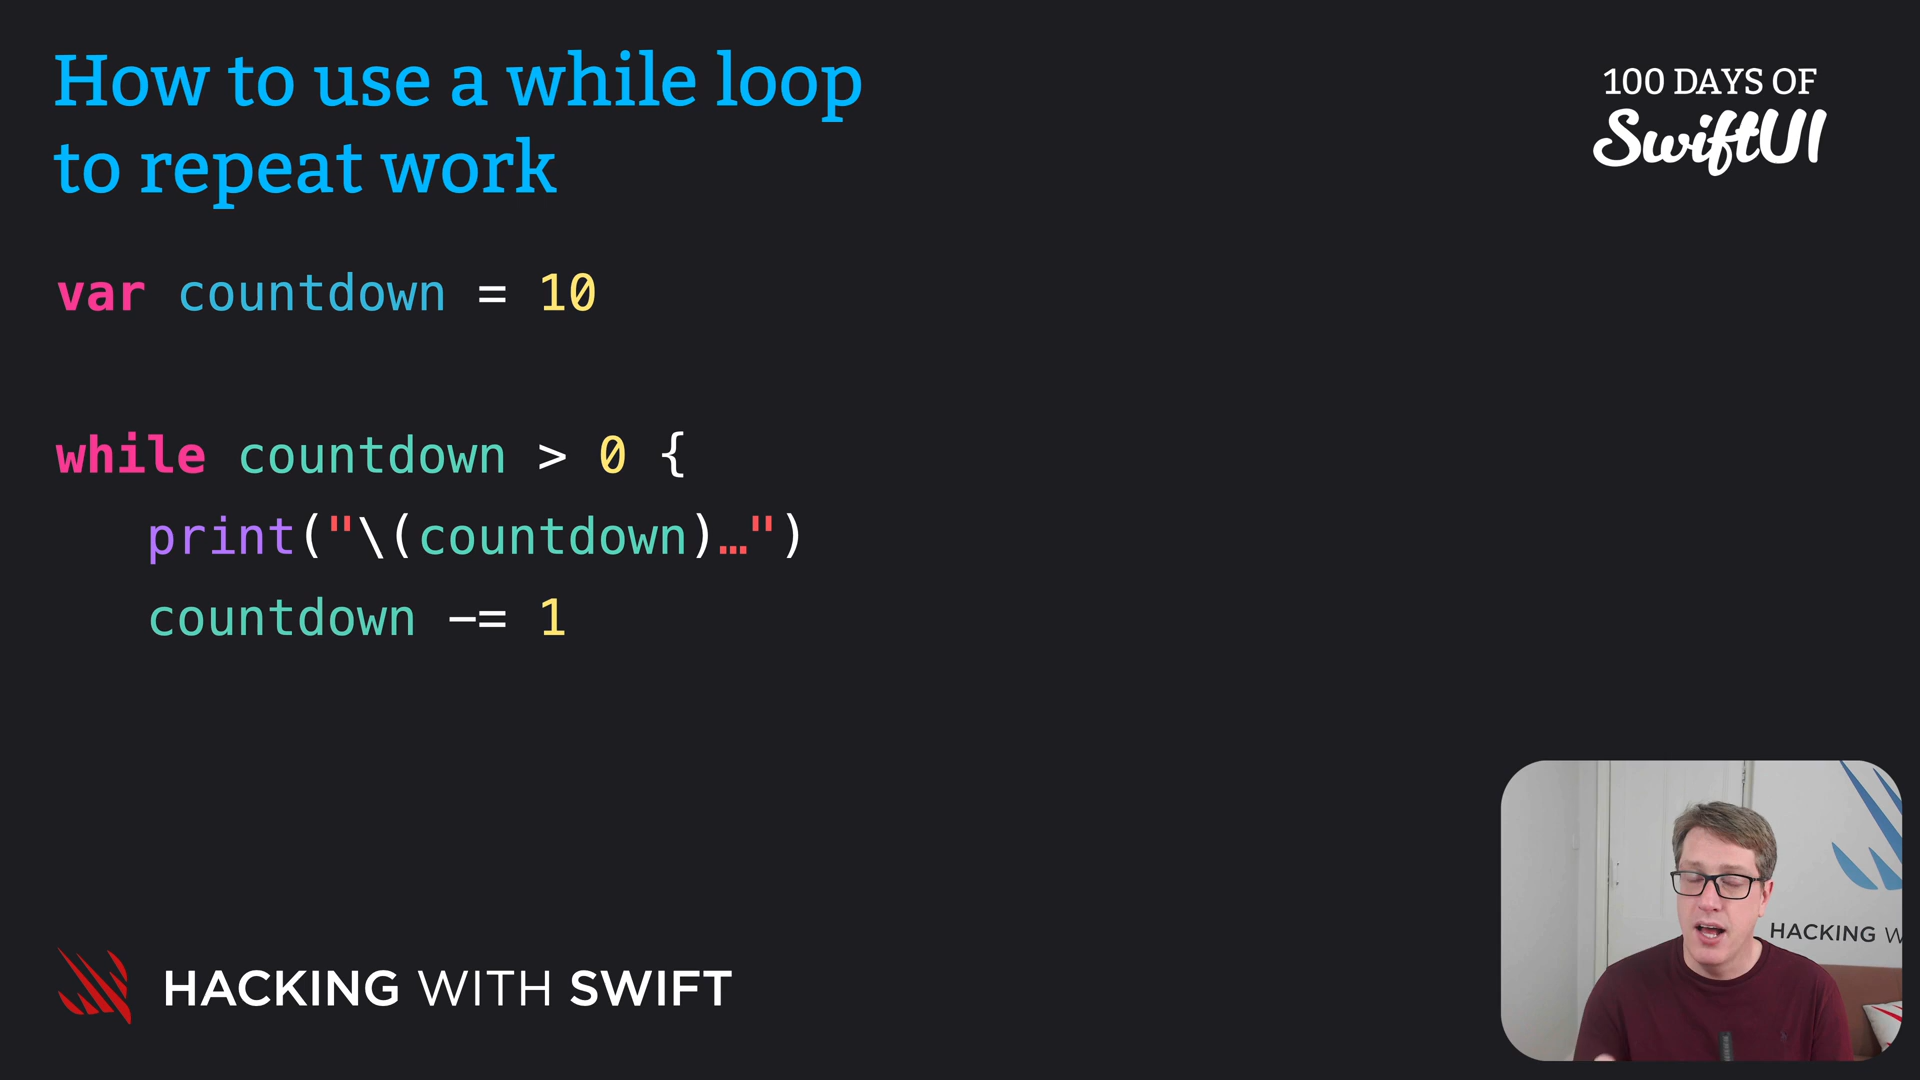 How to use a while loop
to repeat work
100 DAYS OF
SwiftUI
var countdown = 10
while countdown > 0 {
print("\(countdown)…")
countdown -= 1
HACKING WITH SWIFT
HACKING W